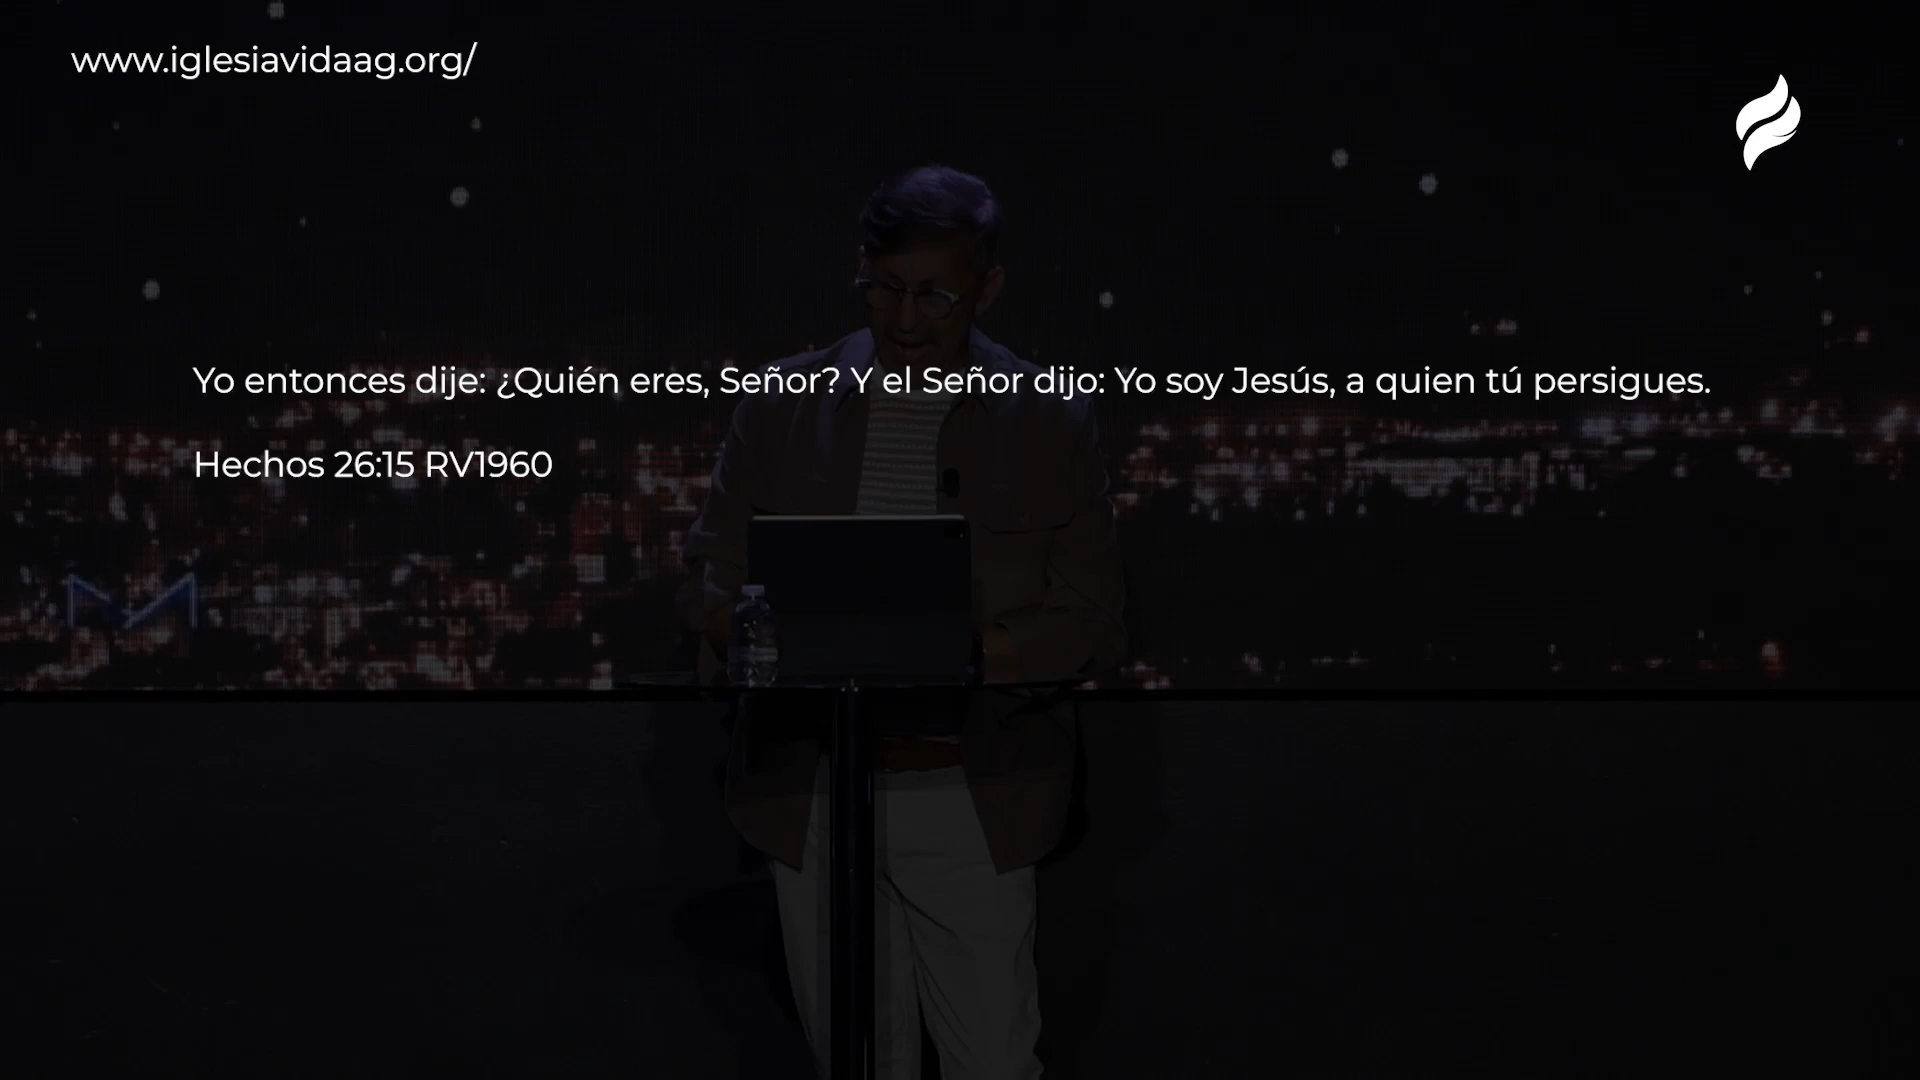 www.iglesiavidaag.org/
Yo entonces dije: ¿Quién eres, Señor? Y el Señor dijo: Yo soy Jesús, a quien tú persigues.
Hechos 26:15 RV1960